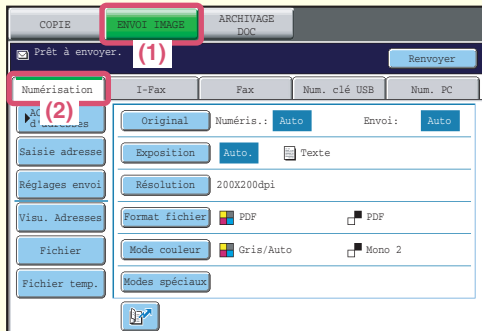 COPIE
ENVOI IMAGE
ARCHIVAGE
DOC
Prêt à envoyer.
(1)
Renvoyer
Numérisation
I-Fax
Fax
Num. clé USB
Num. PC
(2)
Original
Numéris.: Auto
Envoi: Auto
Saisie adresse
Exposition
Auto.
Texte
Réglages envoi
Résolution
200X200dpi
Visu. Adresses
Format fichier
PDF
PDF
Fichier
Mode couleur
Gris/Auto
Mono 2
Fichier temp.
Modes spéciaux